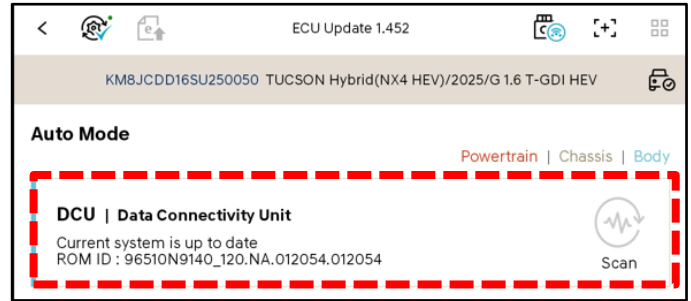 ECU Update 1.452
KM8JCDD16SU250050 TUCSON Hybrid(NX4 HEV)/2025/G 1.6 T-GDI HEV
Auto Mode
Powertrain | Chassis | Body
DCU | Data Connectivity Unit
Current system is up to date
ROM ID : 96510N9140_120.NA.012054.012054
Scan